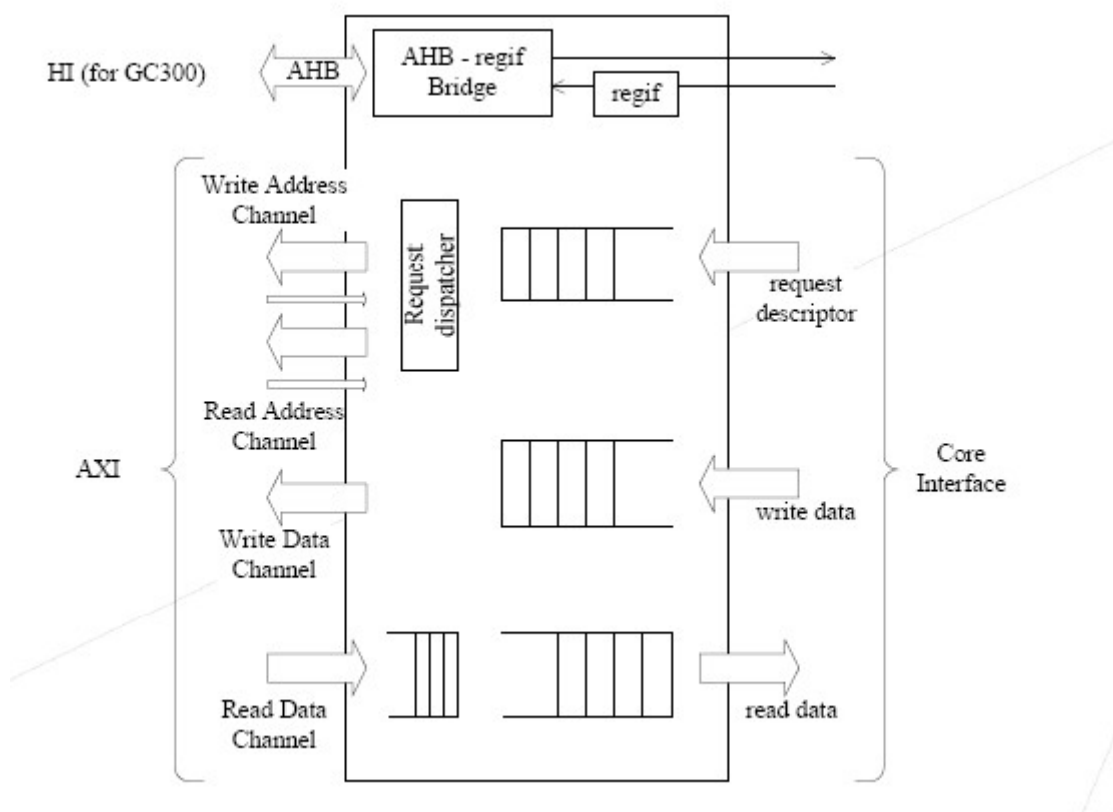 HI (for GC300)
AHB
AHB - regif
Bridge
regif
Write Address
Channel
Request
dispatcher
request
descriptor
Read Address
Channel
AXI
Core
Interface
Write Data
Channel
write data
Read Data
Channel
read data